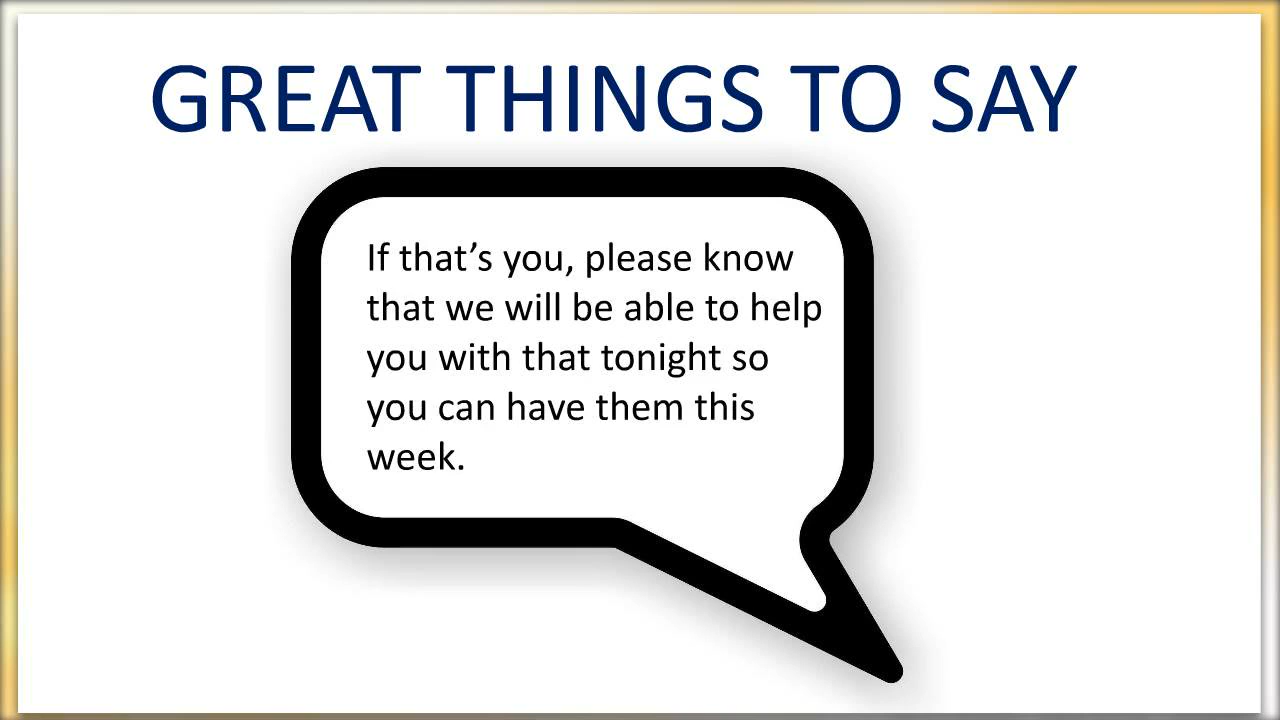 GREAT THINGS TO SAY
If that’s you, please know
that we will be able to help
you with that tonight so
you can have them this
week.